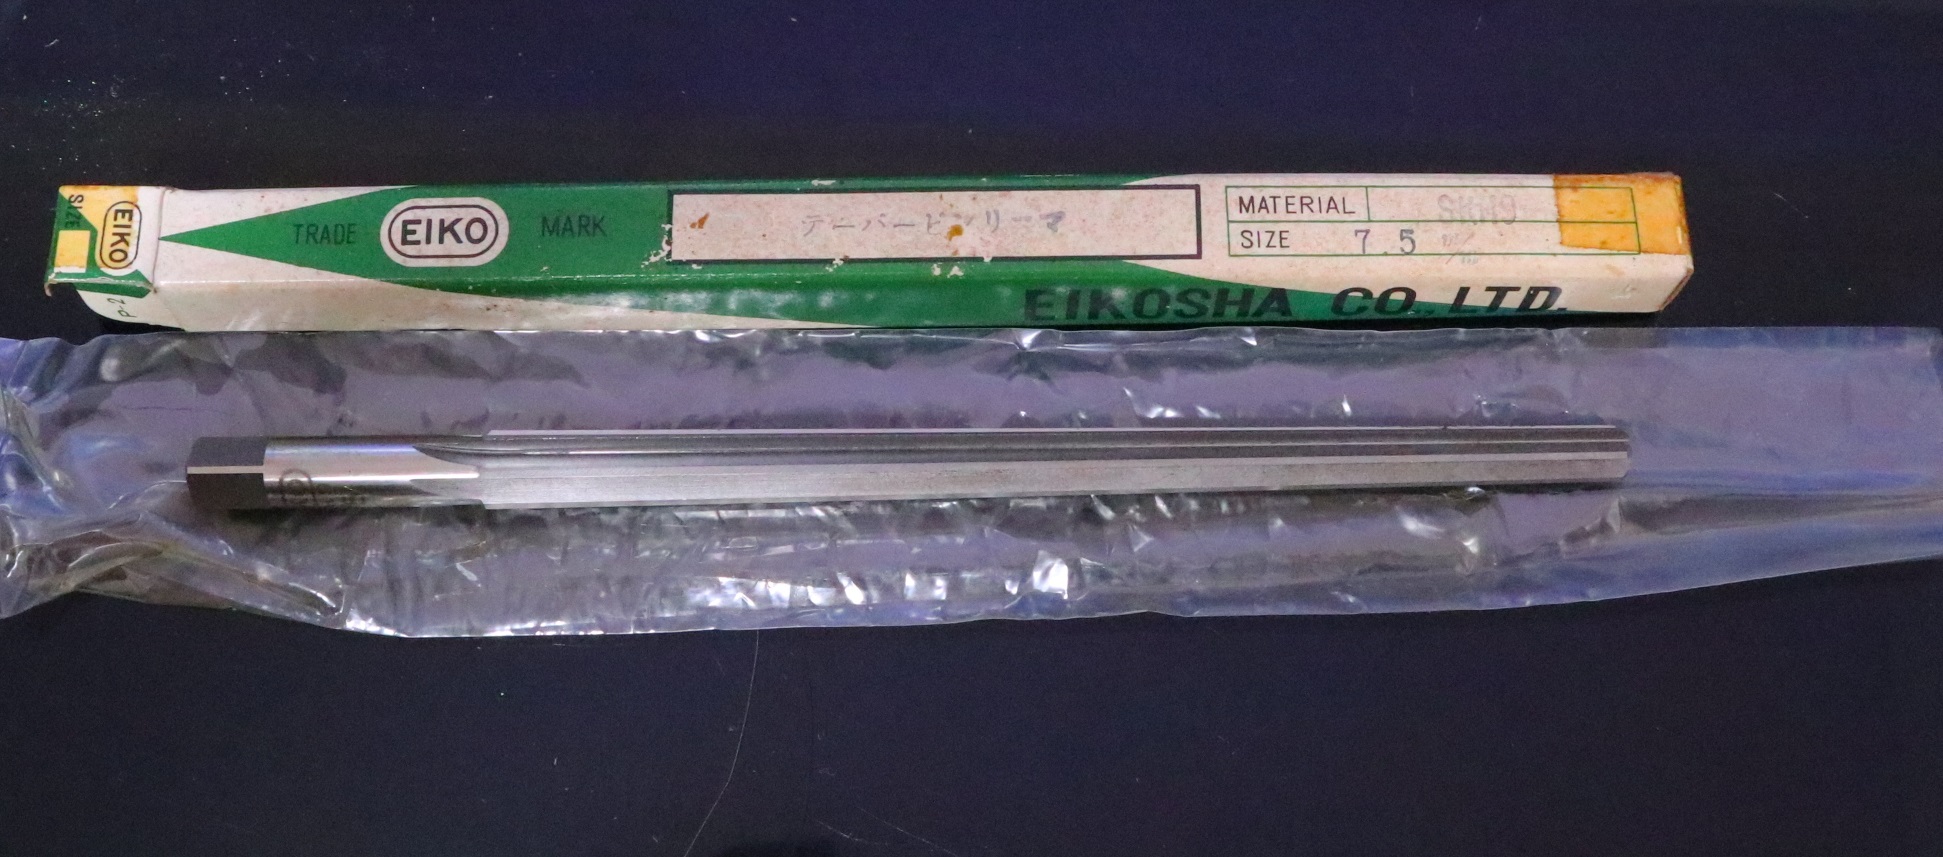 SIZE
EIKO
P-2
TRADE EIKO MARK
テーパーピンリーマ
MATERIAL SKH9
SIZE 7.5 m/m
EIKOSHA CO., LTD.